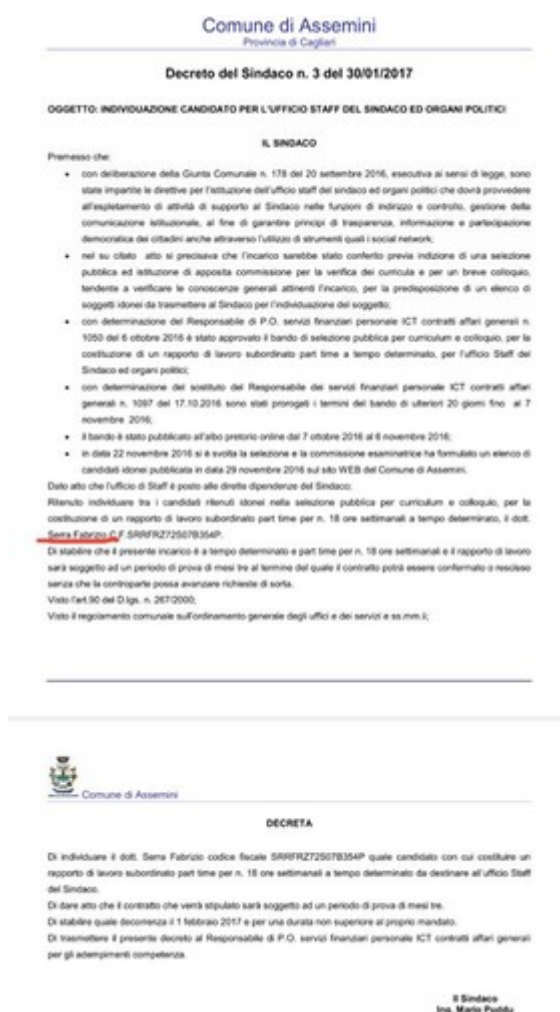 Comune di Assemini
Provincia di Cagliari
Decreto del Sindaco n. 3 del 30/01/2017
OGGETTO: INDIVIDUAZIONE CANDIDATO PER L'UFFICIO STAFF DEL SINDACO ED ORGANI POLITICI
IL SINDACO
Premesso che:
• con deliberazione della Giunta Comunale n. 178 del 20 settembre 2016, esecutiva ai sensi di legge, sono
state impartite le direttive per l'istituzione dell'ufficio staff del sindaco ed organi politici che dovrà provvedere
all'espletamento di attività di supporto al Sindaco nelle funzioni di indirizzo e controllo, gestione della
comunicazione istituzionale, al fine di garantire principi di trasparenza, informazione e partecipazione
democratica dei cittadini anche attraverso l'utilizzo di strumenti quali i social network;
• nel su citato atto si precisava che l'incarico sarebbe stato conferito previa indizione di una selezione
pubblica ed istituzione di apposita commissione per la verifica dei curricula e per un breve colloquio,
tendente a verificare le conoscenze generali attinenti l'incarico, per la predisposizione di un elenco di
soggetti idonei da trasmettere al Sindaco per l'individuazione del soggetto;
• con determinazione del Responsabile di P.O. servizi finanziari personale ICT contratti affari generali n.
1050 del 6 ottobre 2016 è stato approvato il bando di selezione pubblica per curriculum e colloquio, per la
costituzione di un rapporto di lavoro subordinato part time a tempo determinato, per l'ufficio Staff del
Sindaco ed organi politici;
• con determinazione del sostituto del Responsabile dei servizi finanziari personale ICT contratti affari
generali n. 1097 del 17.10.2016 sono stati prorogati i termini del bando di ulteriori 20 giorni fino al 7
novembre 2016;
• il bando è stato pubblicato all'albo pretorio online dal 7 ottobre 2016 al 6 novembre 2016;
• in data 22 novembre 2016 si è svolta la selezione e la commissione esaminatrice ha formulato un elenco di
candidati idonei pubblicata in data 29 novembre 2016 sul sito WEB del Comune di Assemini.
Dato atto che l'ufficio di Staff è posto alle dirette dipendenze del Sindaco;
Ritenuto individuare tra i candidati ritenuti idonei nella selezione pubblica per curriculum e colloquio, per la
costituzione di un rapporto di lavoro subordinato part time per n. 18 ore settimanali a tempo determinato, il dott.
Serra Fabrizio C.F.SRRFRZ72S07B354P.
Di stabilire che il presente incarico è a tempo determinato e part time per n. 18 ore settimanali e il rapporto di lavoro
sarà soggetto ad un periodo di prova di mesi tre al termine del quale il contratto potrà essere confermato o rescisso
senza che la controparte possa avanzare richieste di sorta.
Visto l'art.90 del D.lgs. n. 267/2000;
Visto il regolamento comunale sull'ordinamento generale degli uffici e dei servizi e ss.mm.ii;
Comune di Assemini
DECRETA
Di individuare il dott. Serra Fabrizio codice fiscale SRRFRZ72S07B354P quale candidato con cui costituire un
rapporto di lavoro subordinato part time per n. 18 ore settimanali a tempo determinato da destinare all'ufficio Staff
del Sindaco.
Di dare atto che il contratto che verrà stipulato sarà soggetto ad un periodo di prova di mesi tre.
Di stabilire quale decorrenza il 1 febbraio 2017 e per una durata non superiore al proprio mandato.
Di trasmettere il presente decreto al Responsabile di P.O. servizi finanziari personale ICT contratti affari generali
per gli adempimenti competenza.
Il Sindaco
Ing. Mario Puddu